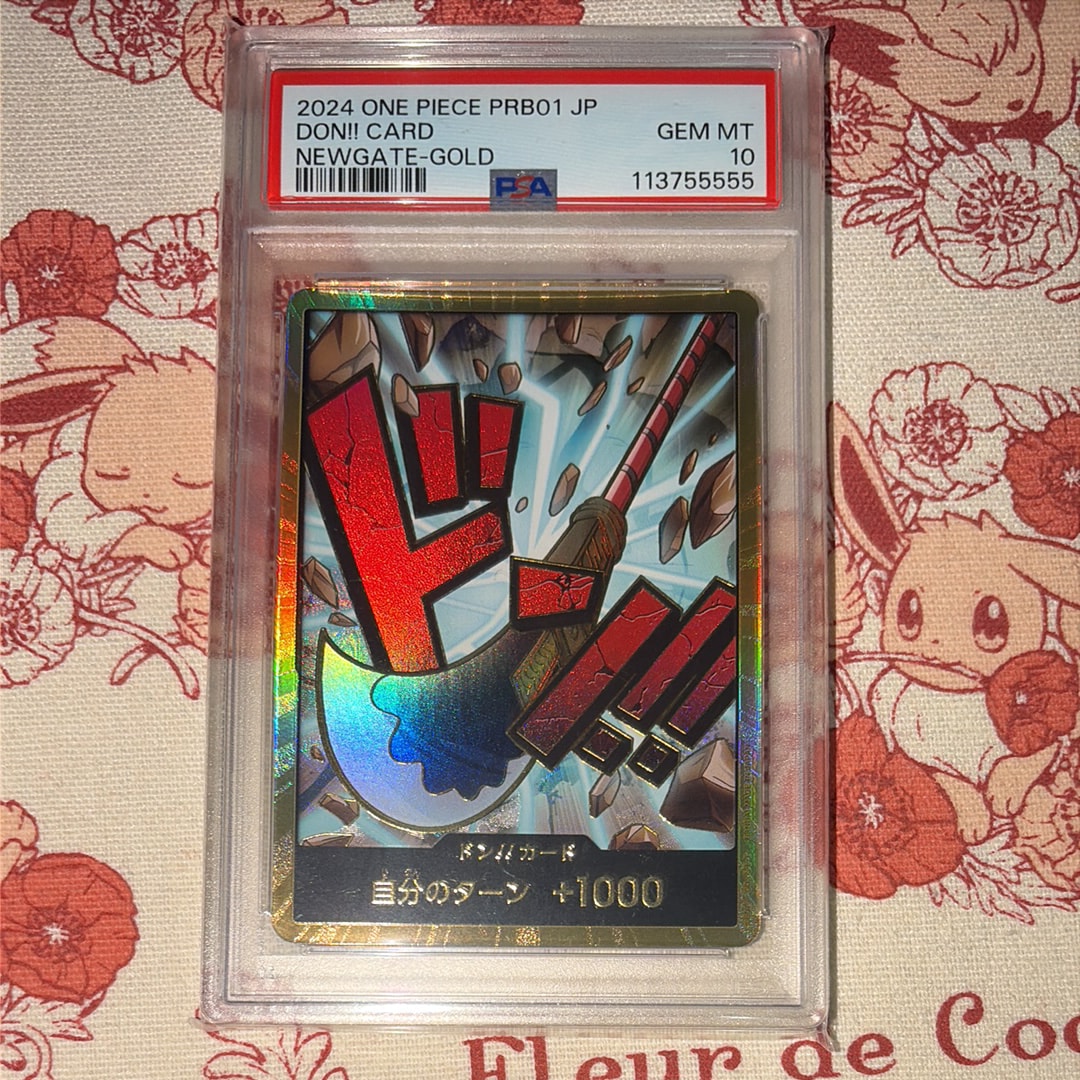 2024 ONE PIECE PRB01 JP
DON!! CARD GEM MT
NEWGATE-GOLD 10
PSA 113755555
ドン!!
ドン!!カード
自分のターン +1000
Fleur de Co